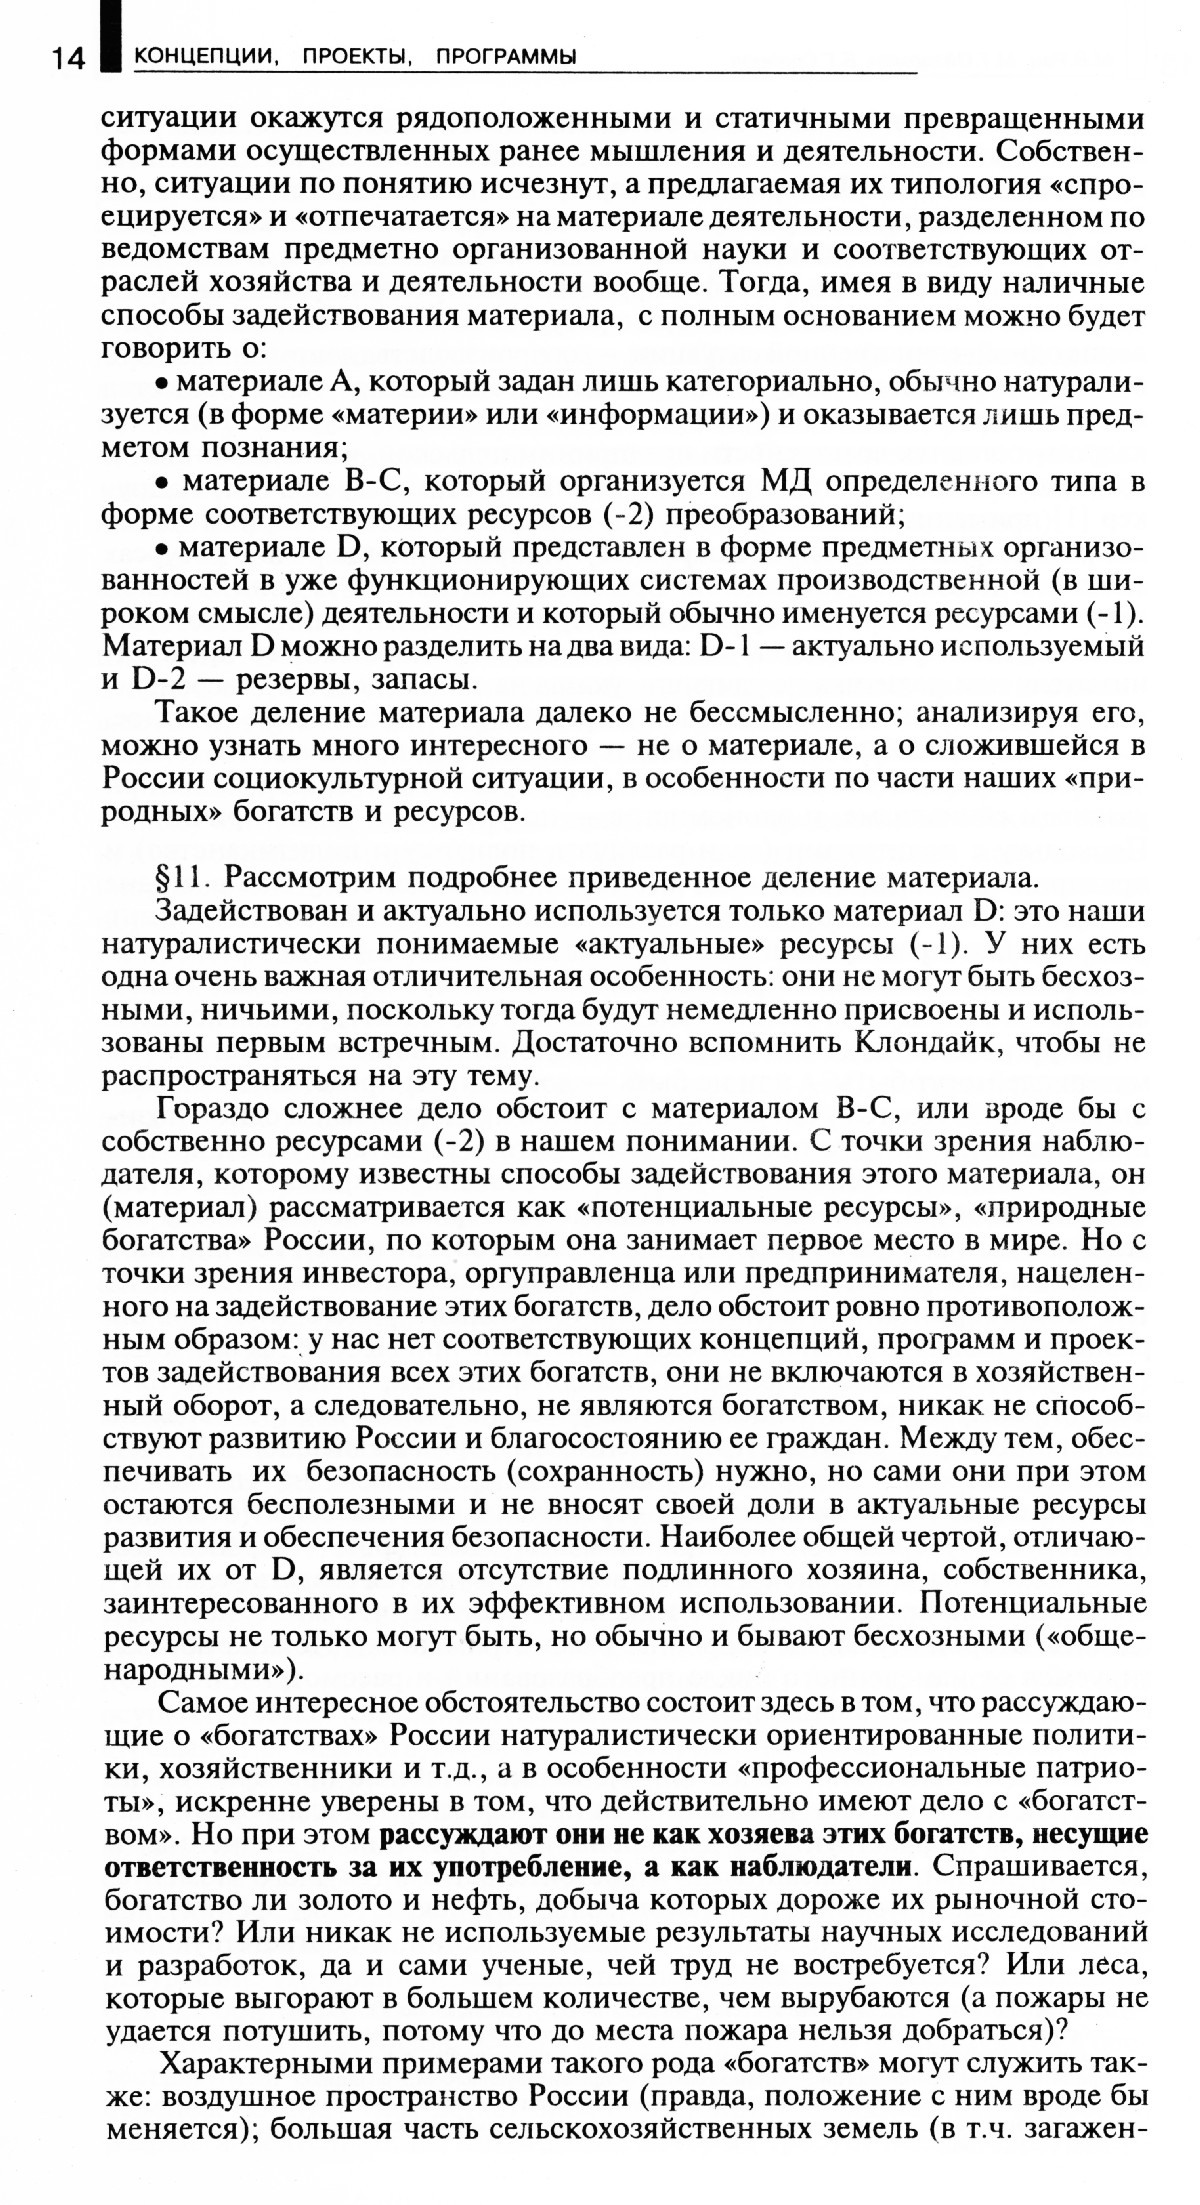 14 КОНЦЕПЦИИ, ПРОЕКТЫ, ПРОГРАММЫ
ситуации окажутся рядоположенными и статичными превращенными
формами осуществленных ранее мышления и деятельности. Собствен-
но, ситуации по понятию исчезнут, а предлагаемая их типология «спро-
ецируется» и «отпечатается» на материале деятельности, разделенном по
ведомствам предметно организованной науки и соответствующих от-
раслей хозяйства и деятельности вообще. Тогда, имея в виду наличные
способы задействования материала, с полным основанием можно будет
говорить о:
• материале А, который задан лишь категориально, обычно натурали-
зуется (в форме «материи» или «информации») и оказывается лишь пред-
метом познания;
• материале В-С, который организуется МД определенного типа в
форме соответствующих ресурсов (-2) преобразований;
• материале D, который представлен в форме предметных организо-
ванностей в уже функционирующих системах производственной (в ши-
роком смысле) деятельности и который обычно именуется ресурсами (-1).
Материал D можно разделить на два вида: D-1 — актуально используемый
и D-2 — резервы, запасы.
Такое деление материала далеко не бессмысленно; анализируя его,
можно узнать много интересного — не о материале, а о сложившейся в
России социокультурной ситуации, в особенности по части наших «при-
родных» богатств и ресурсов.
§11. Рассмотрим подробнее приведенное деление материала.
Задействован и актуально используется только материал D: это наши
натуралистически понимаемые «актуальные» ресурсы (-1). У них есть
одна очень важная отличительная особенность: они не могут быть бесхоз-
ными, ничьими, поскольку тогда будут немедленно присвоены и исполь-
зованы первым встречным. Достаточно вспомнить Клондайк, чтобы не
распространяться на эту тему.
Гораздо сложнее дело обстоит с материалом В-С, или вроде бы с
собственно ресурсами (-2) в нашем понимании. С точки зрения наблю-
дателя, которому известны способы задействования этого материала, он
(материал) рассматривается как «потенциальные ресурсы», «природные
богатства» России, по которым она занимает первое место в мире. Но с
точки зрения инвестора, оргуправленца или предпринимателя, нацелен-
ного на задействование этих богатств, дело обстоит ровно противополож-
ным образом: у нас нет соответствующих концепций, программ и проек-
тов задействования всех этих богатств, они не включаются в хозяйствен-
ный оборот, а следовательно, не являются богатством, никак не способ-
ствуют развитию России и благосостоянию ее граждан. Между тем, обес-
печивать их безопасность (сохранность) нужно, но сами они при этом
остаются бесполезными и не вносят своей доли в актуальные ресурсы
развития и обеспечения безопасности. Наиболее общей чертой, отличаю-
щей их от D, является отсутствие подлинного хозяина, собственника,
заинтересованного в их эффективном использовании. Потенциальные
ресурсы не только могут быть, но обычно и бывают бесхозными («обще-
народными»).
Самое интересное обстоятельство состоит здесь в том, что рассуждаю-
щие о «богатствах» России натуралистически ориентированные полити-
ки, хозяйственники и т.д., а в особенности «профессиональные патрио-
ты», искренне уверены в том, что действительно имеют дело с «богатст-
вом». Но при этом рассуждают они не как хозяева этих богатств, несущие
ответственность за их употребление, а как наблюдатели. Спрашивается,
богатство ли золото и нефть, добыча которых дороже их рыночной сто-
имости? Или никак не используемые результаты научных исследований
и разработок, да и сами ученые, чей труд не востребуется? Или леса,
которые выгорают в большем количестве, чем вырубаются (а пожары не
удается потушить, потому что до места пожара нельзя добраться)?
Характерными примерами такого рода «богатств» могут служить так-
же: воздушное пространство России (правда, положение с ним вроде бы
меняется); большая часть сельскохозяйственных земель (в т.ч. загажен-